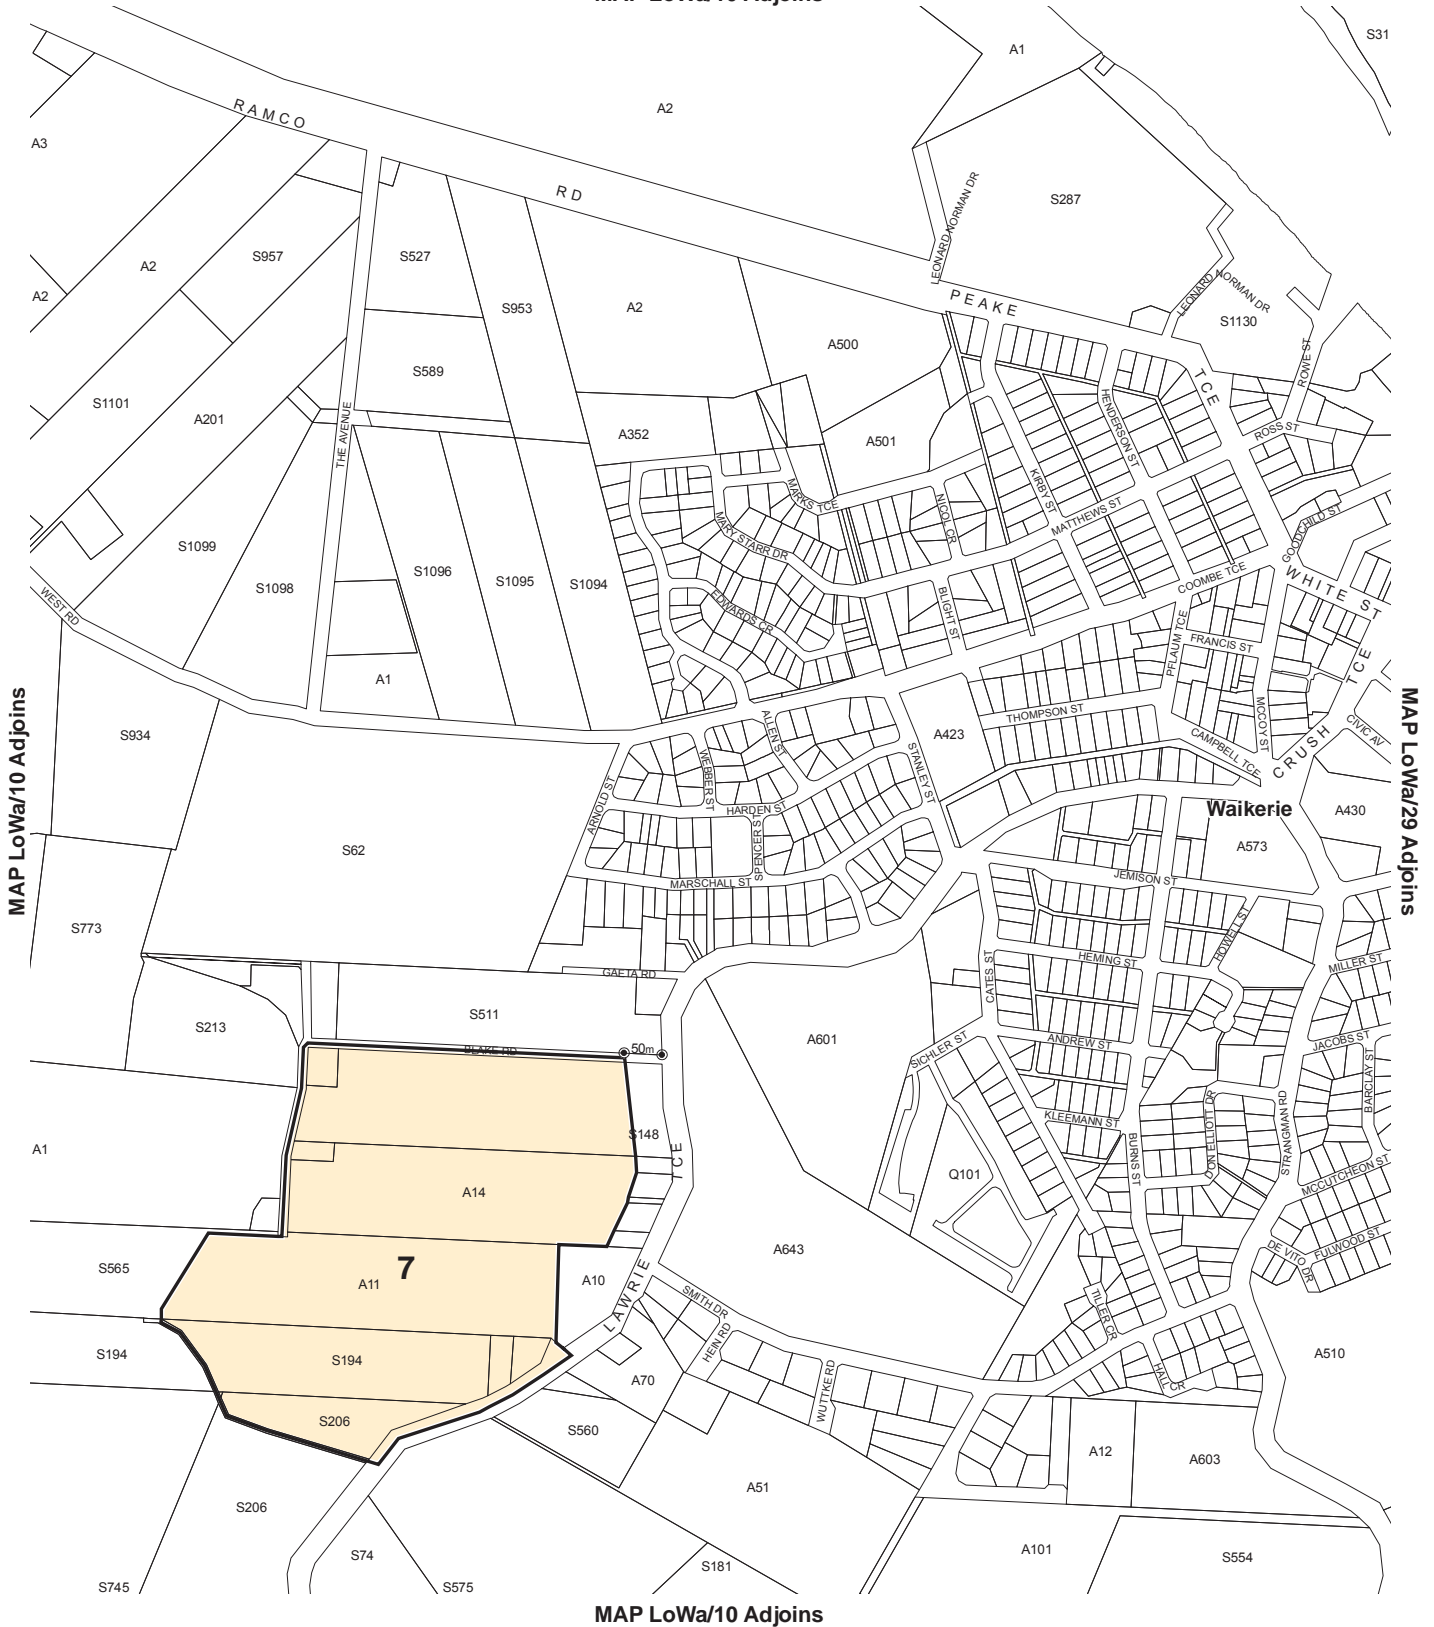 MAP LoWa/10 Adjoins
A1
S31
A2
RAMCO
A3
RD
LEONARD NORMAN DR
S287
A2
S957
S527
A2
S953
A2
PEAKE
LEONARD NORMAN DR
S1130
A500
S589
TCE
ROWE ST
S1101
A201
THE AVENUE
A352
A501
HENDERSON ST
ROSS ST
KIRBY ST
MARKS TCE
NICOL CR
MATTHEWS ST
MARY STARR DR
GOODCHILD ST
S1099
S1098
S1096
S1095
S1094
COOMBE TCE
WHITE ST
WEST RD
EDWARDS CR
BLIGHT ST
PFLAUM TCE
FRANCIS ST
TCE
A1
MAP LoWa/10 Adjoins
MAP LoWa/29 Adjoins
S934
ALLEN ST
A423
THOMPSON ST
MCCOY ST
CIVIC AV
CAMPBELL TCE
CRUSH
WEBBER ST
STANLEY ST
ARNOLD ST
HARDEN ST
Waikerie
A430
S62
SPENCER ST
A573
MARSCHALL ST
JEMISON ST
S773
HOWELL ST
GAETA RD
CATES ST
HEMING ST
MILLER ST
S213
S511
A601
BLAKE RD
50m
SICHLER ST
ANDREW ST
JACOBS ST
BARCLAY ST
A1
S148
TCE
KLEEMANN ST
DON ELLIOTT DR
STRANGMAN RD
BURNS ST
A14
Q101
MCCUTCHEON ST
S565
A11
7
A10
A643
DE VITO DR
FULWOOD ST
LAWRIE
SMITH DR
TILLER CR
HEIN RD
S194
S194
A70
WUTTKE RD
HALL CR
A510
S206
S560
A12
A603
S206
A51
S74
S181
A101
S554
S745
S575
MAP LoWa/10 Adjoins